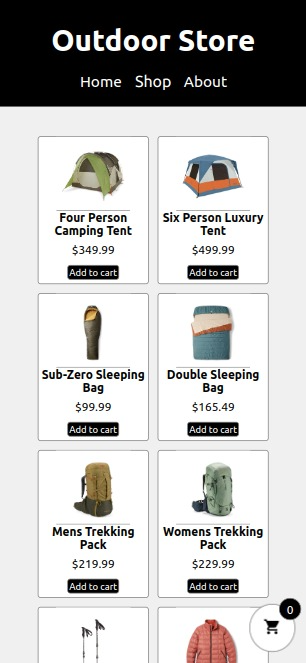 Outdoor Store
Home Shop About
Four Person
Camping Tent
$349.99
Add to cart
Six Person Luxury
Tent
$499.99
Add to cart
Sub-Zero Sleeping
Bag
$99.99
Add to cart
Double Sleeping
Bag
$165.49
Add to cart
Mens Trekking
Pack
$219.99
Add to cart
Womens Trekking
Pack
$229.99
Add to cart
0